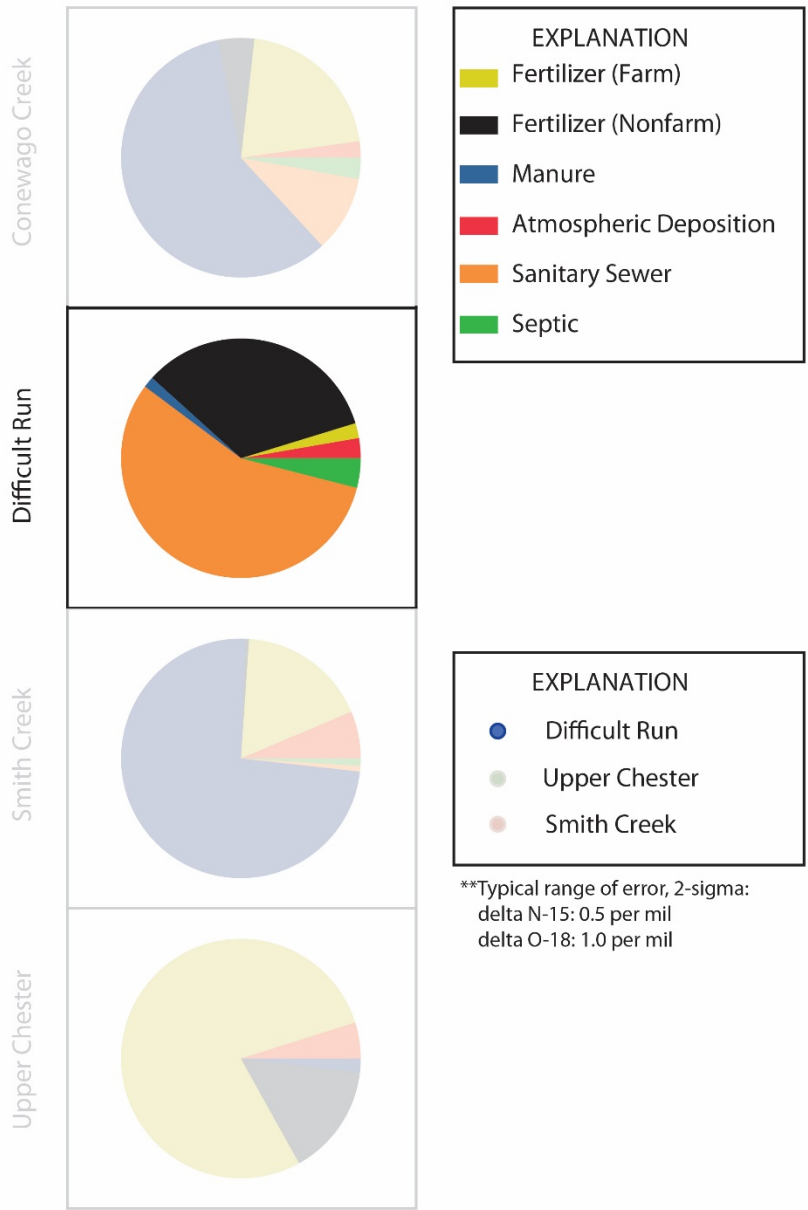 Conewago Creek
Difficult Run
Smith Creek
Upper Chester
EXPLANATION
Fertilizer (Farm)
Fertilizer (Nonfarm)
Manure
Atmospheric Deposition
Sanitary Sewer
Septic
EXPLANATION
Difficult Run
Upper Chester
Smith Creek
**Typical range of error, 2-sigma:
delta N-15: 0.5 per mil
delta O-18: 1.0 per mil